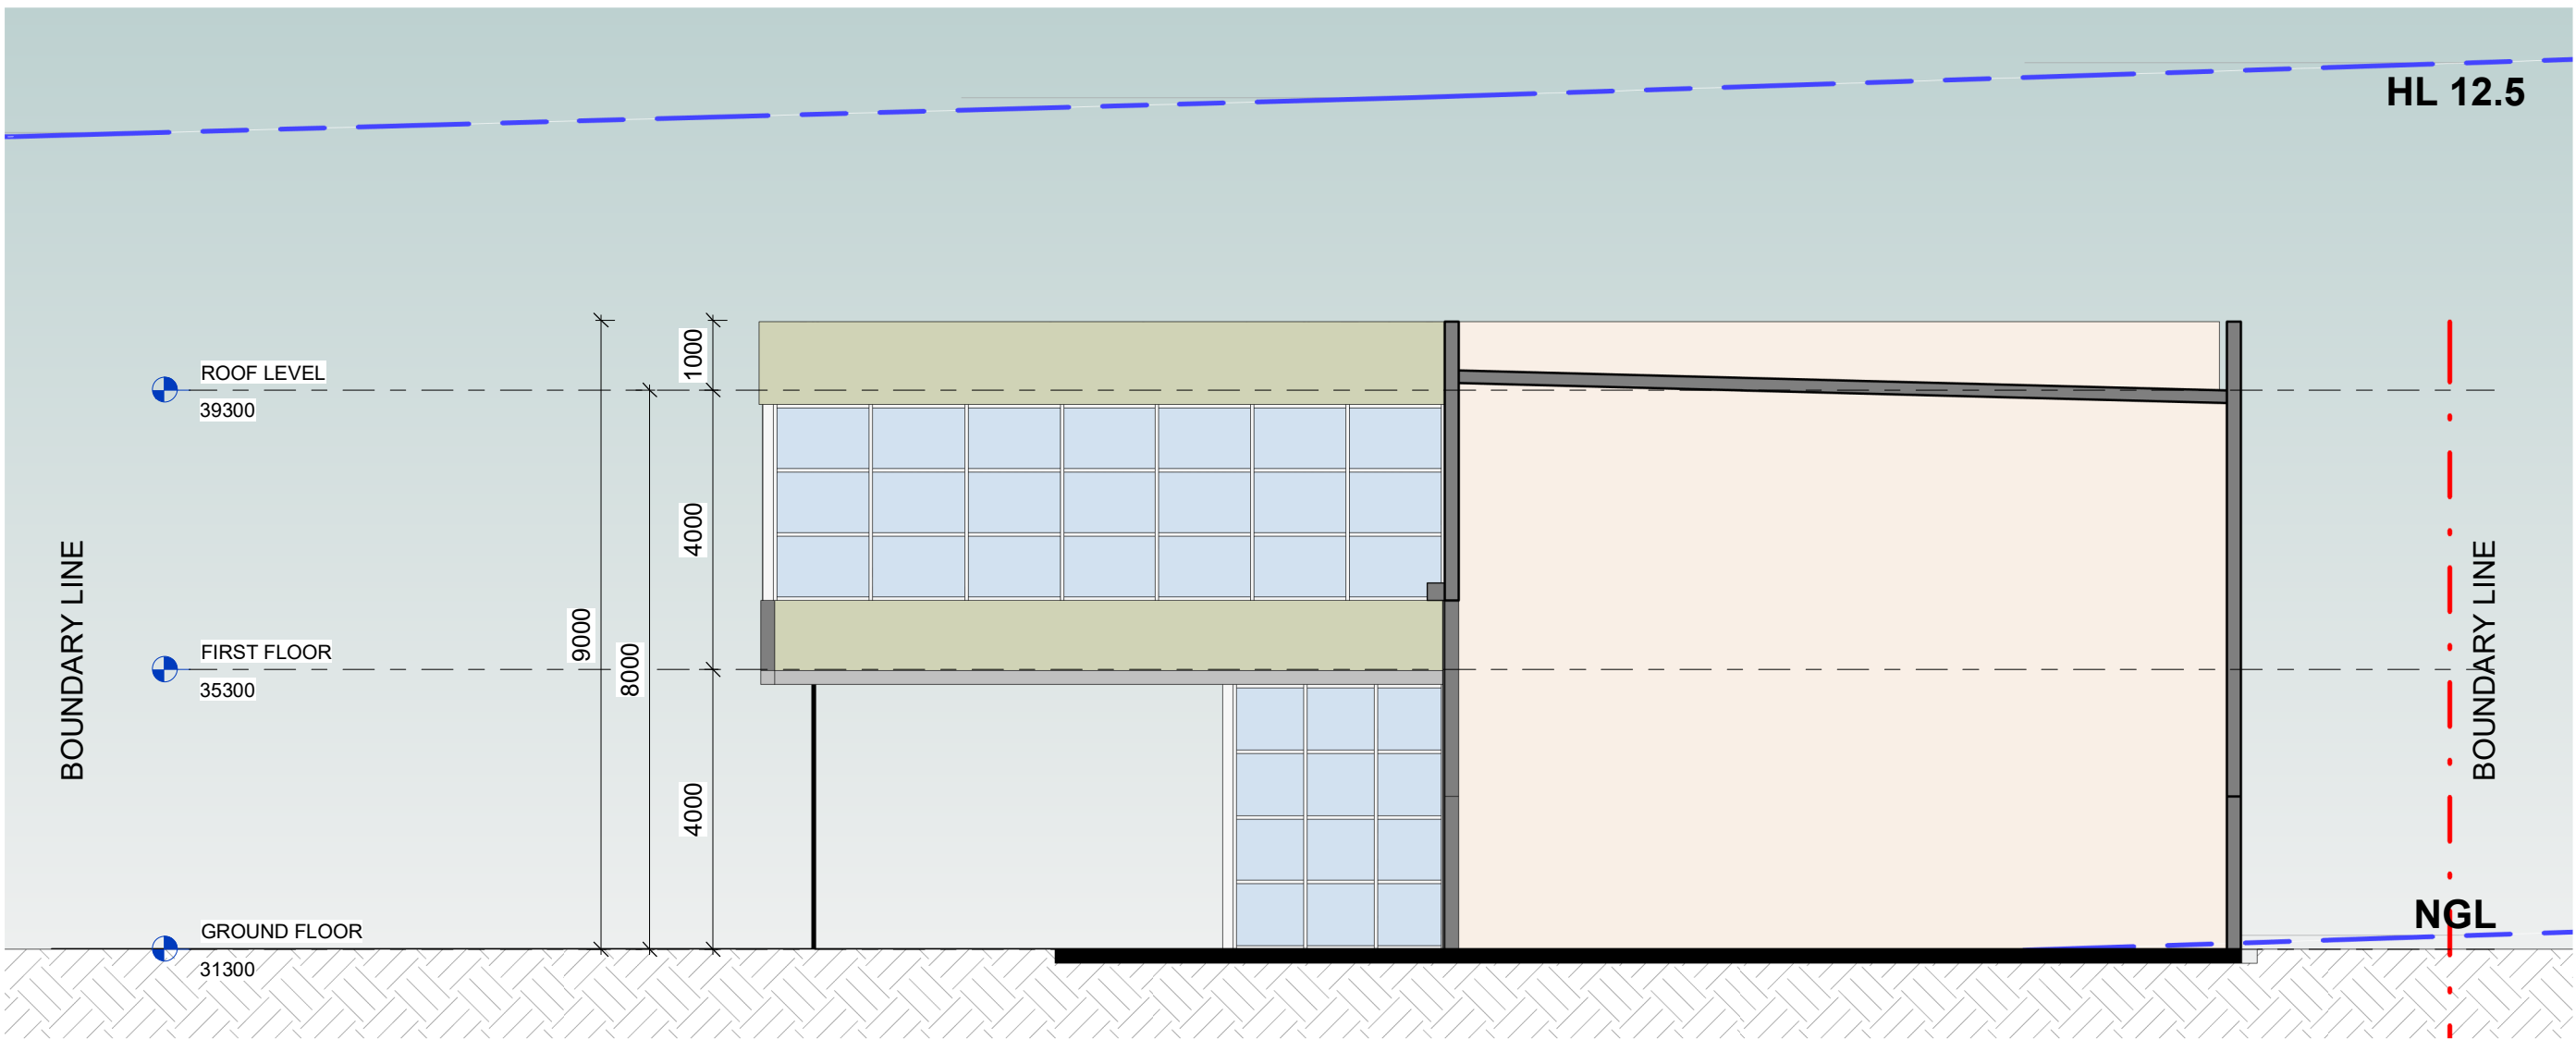 HL 12.5
ROOF LEVEL
39300
1000
4000
BOUNDARY LINE
9000
8000
FIRST FLOOR
35300
BOUNDARY LINE
4000
NGL
GROUND FLOOR
31300